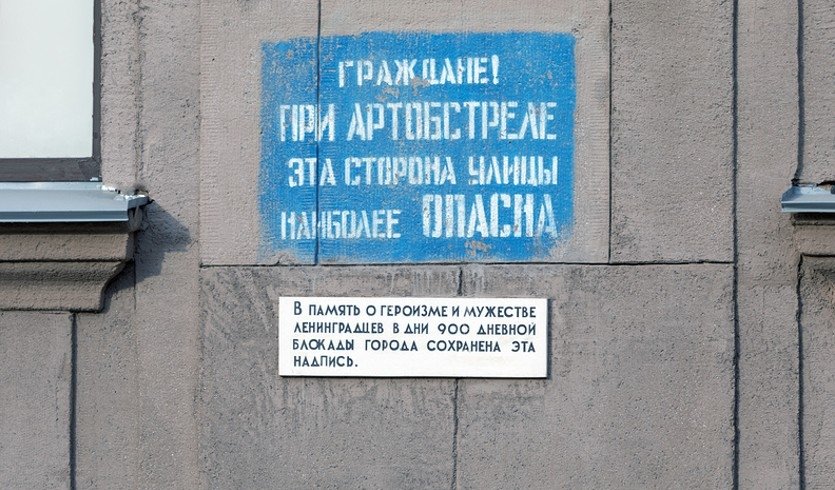 ГРАЖДАНЕ!
ПРИ АРТОБСТРЕЛЕ
ЭТА СТОРОНА УЛИЦЫ
НАИБОЛЕЕ ОПАСНА
В ПАМЯТЬ О ГЕРОИЗМЕ И МУЖЕСТВЕ
ЛЕНИНГРАДЦЕВ В ДНИ 900 ДНЕВНОЙ
БЛОКАДЫ ГОРОДА СОХРАНЕНА ЭТА
НАДПИСЬ.